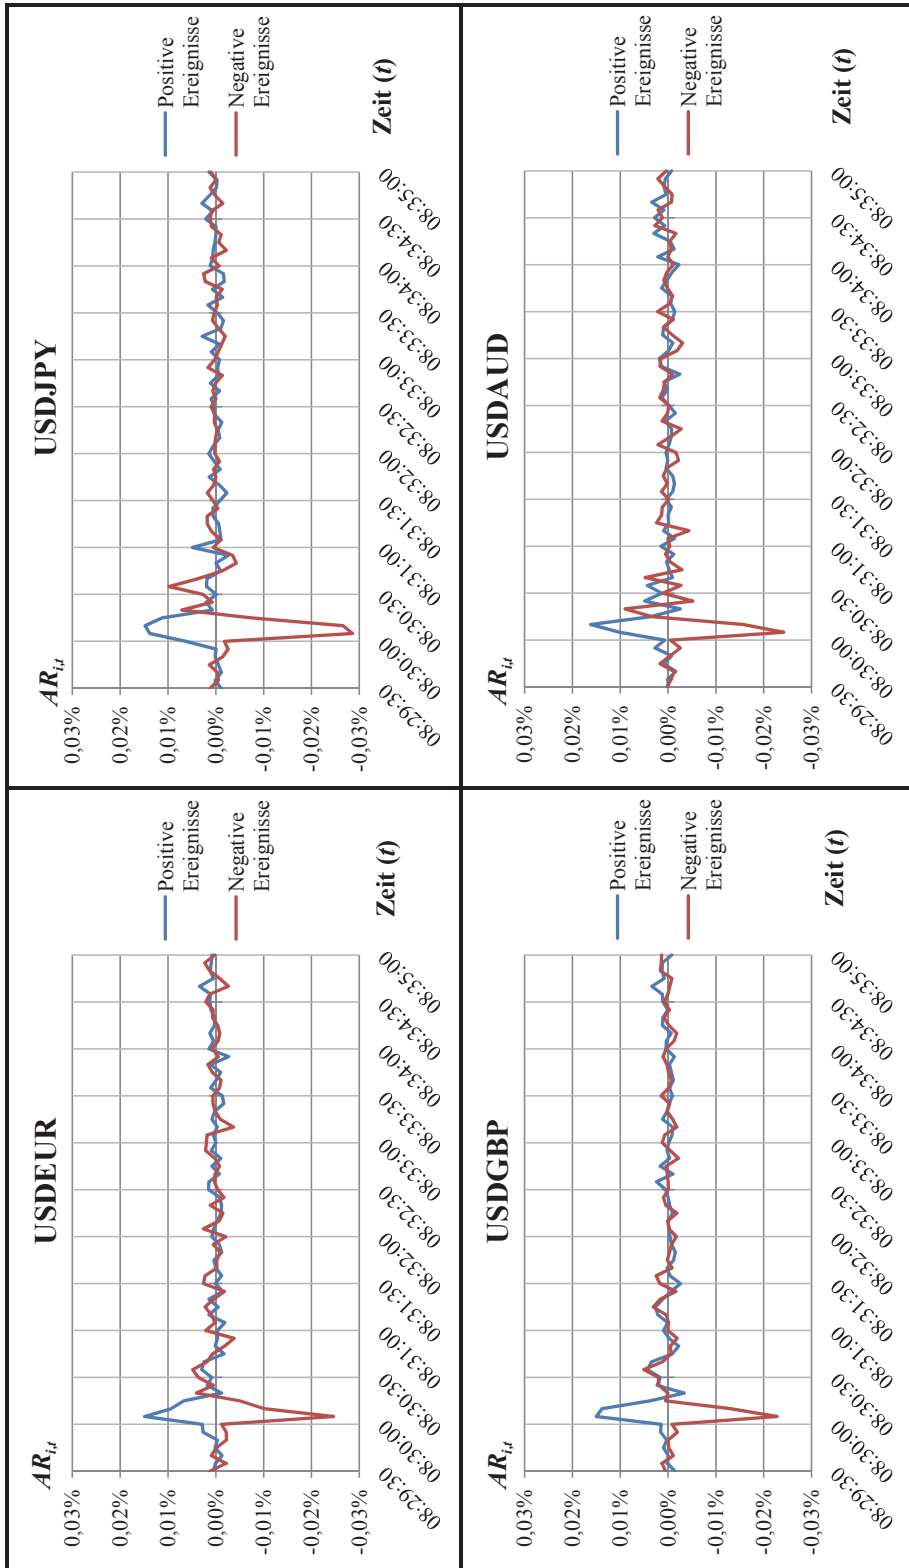 USDEUR
AR i,t
0,03%
0,02%
0,01%
0,00%
-0,01%
-0,02%
-0,03%
08:29:30
08:30:00
08:30:30
08:31:00
08:31:30
08:32:00
08:32:30
08:33:00
08:33:30
08:34:00
08:34:30
08:35:00
Positive
Ereignisse
Negative
Ereignisse
Zeit (t)
USDJPY
AR i,t
0,03%
0,02%
0,01%
0,00%
-0,01%
-0,02%
-0,03%
08:29:30
08:30:00
08:30:30
08:31:00
08:31:30
08:32:00
08:32:30
08:33:00
08:33:30
08:34:00
08:34:30
08:35:00
Positive
Ereignisse
Negative
Ereignisse
Zeit (t)
USDGBP
0,03%
0,02%
0,01%
0,00%
-0,01%
-0,02%
-0,03%
08:29:30
08:30:00
08:30:30
08:31:00
08:31:30
08:32:00
08:32:30
08:33:00
08:33:30
08:34:00
08:34:30
08:35:00
AR i,t
Positive
Ereignisse
Negative
Ereignisse
Zeit (t)
USDAUD
AR i,t
0,03%
0,02%
0,01%
0,00%
-0,01%
-0,02%
-0,03%
08:29:30
08:30:00
08:30:30
08:31:00
08:31:30
08:32:00
08:32:30
08:33:00
08:33:30
08:34:00
08:34:30
08:35:00
Positive
Ereignisse
Negative
Ereignisse
Zeit (t)